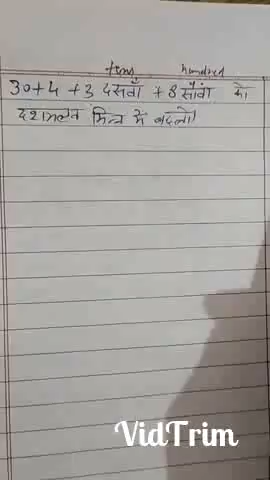 tens hundred
30+4 +3 दसवाँ + 8 सौवां को
दशमलव भिन्न में बदलो।
VidTrim